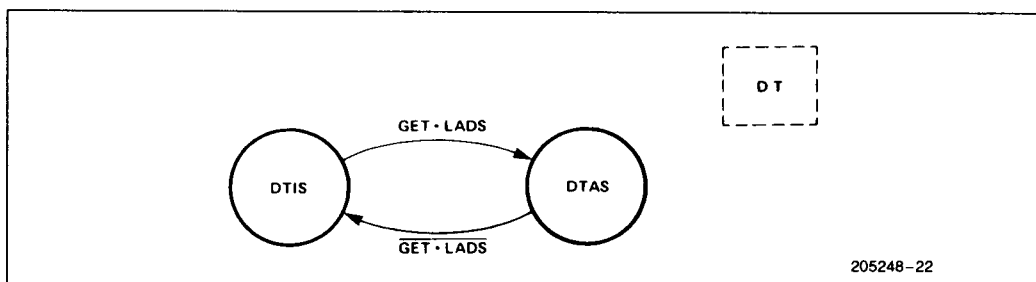 DT
GET • LADS
DTIS
DTAS
GET • LADS
205248-22